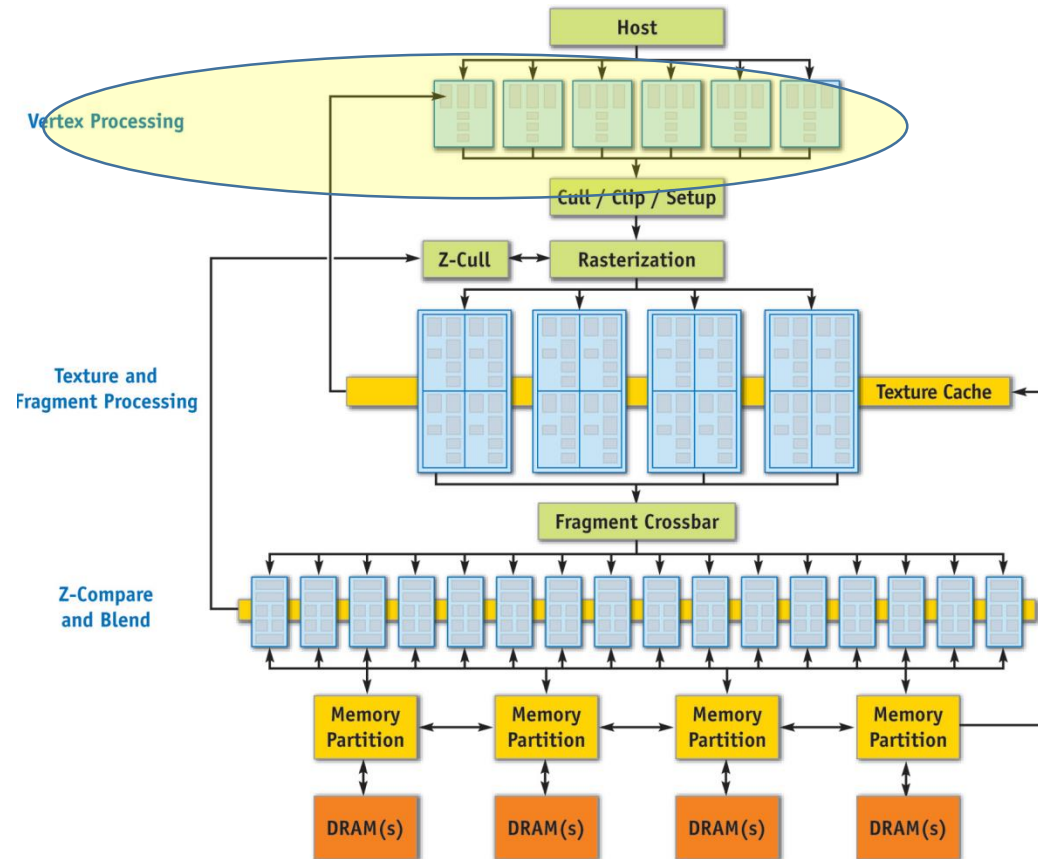 Host
Vertex Processing
Cull / Clip / Setup
Z-Cull
Rasterization
Texture and
Fragment Processing
Texture Cache
Fragment Crossbar
Z-Compare
and Blend
Memory
Partition
Memory
Partition
Memory
Partition
Memory
Partition
DRAM(s)
DRAM(s)
DRAM(s)
DRAM(s)